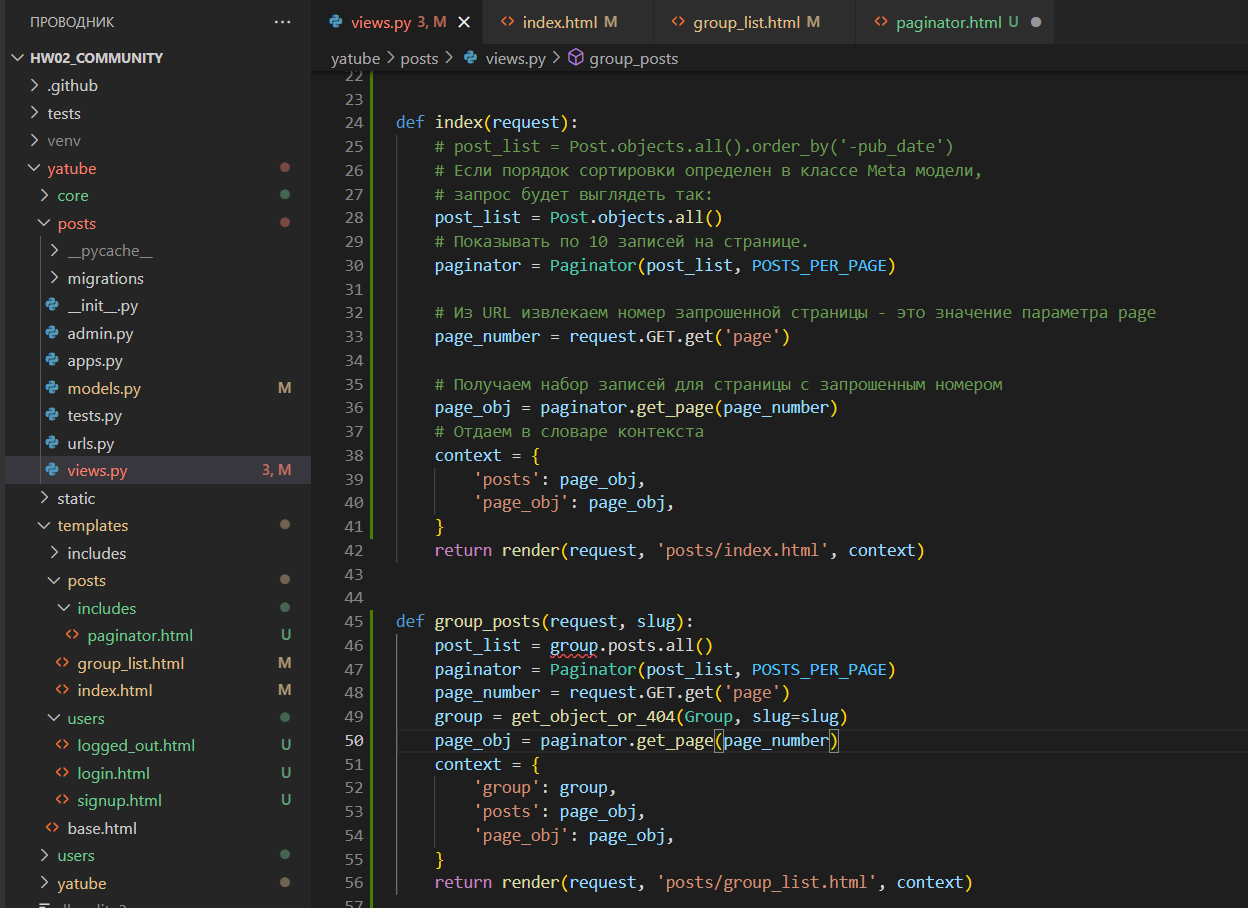 ПРОВОДНИК ...
HW02_COMMUNITY
.github
tests
venv
yatube
core
posts
__pycache__
migrations
__init__.py
admin.py
apps.py
models.py M
tests.py
urls.py
views.py 3, M
static
templates
includes
posts
includes
paginator.html U
group_list.html M
index.html M
users
logged_out.html U
login.html U
signup.html U
base.html
users
yatube
views.py 3, M index.html M group_list.html M paginator.html U
yatube > posts > views.py > group_posts
22
23
24 def index(request):
25 # post_list = Post.objects.all().order_by('-pub_date')
26 # Если порядок сортировки определен в классе Meta модели,
27 # запрос будет выглядеть так:
28 post_list = Post.objects.all()
29 # Показывать по 10 записей на странице.
30 paginator = Paginator(post_list, POSTS_PER_PAGE)
31
32 # Из URL извлекаем номер запрошенной страницы - это значение параметра page
33 page_number = request.GET.get('page')
34
35 # Получаем набор записей для страницы с запрошенным номером
36 page_obj = paginator.get_page(page_number)
37 # Отдаем в словаре контекста
38 context = {
39 'posts': page_obj,
40 'page_obj': page_obj,
41 }
42 return render(request, 'posts/index.html', context)
43
44
45 def group_posts(request, slug):
46 post_list = group.posts.all()
47 paginator = Paginator(post_list, POSTS_PER_PAGE)
48 page_number = request.GET.get('page')
49 group = get_object_or_404(Group, slug=slug)
50 page_obj = paginator.get_page(page_number)
51 context = {
52 'group': group,
53 'posts': page_obj,
54 'page_obj': page_obj,
55 }
56 return render(request, 'posts/group_list.html', context)
57